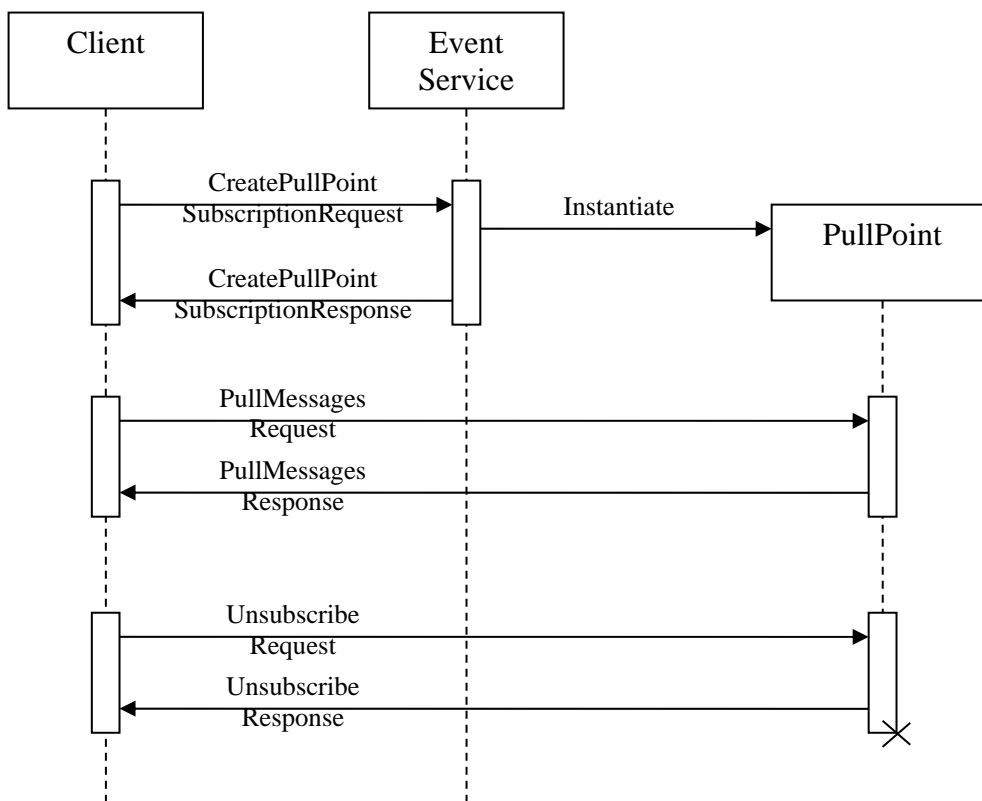 Client
Event
Service
CreatePullPoint
SubscriptionRequest
Instantiate
PullPoint
CreatePullPoint
SubscriptionResponse
PullMessages
Request
PullMessages
Response
Unsubscribe
Request
Unsubscribe
Response